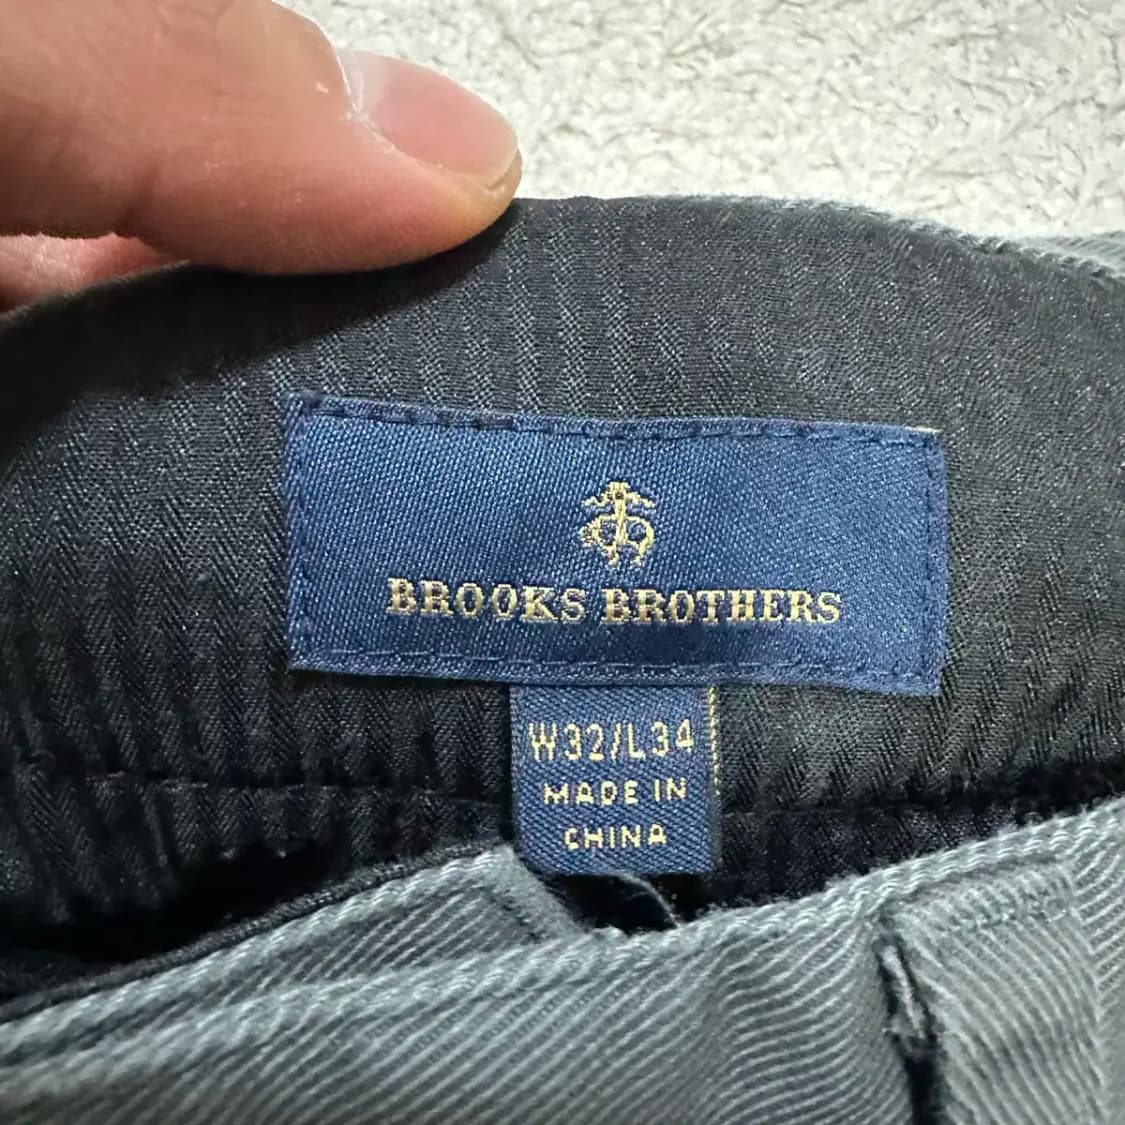 BROOKS BROTHERS
W32/L34
MADE IN
CHINA